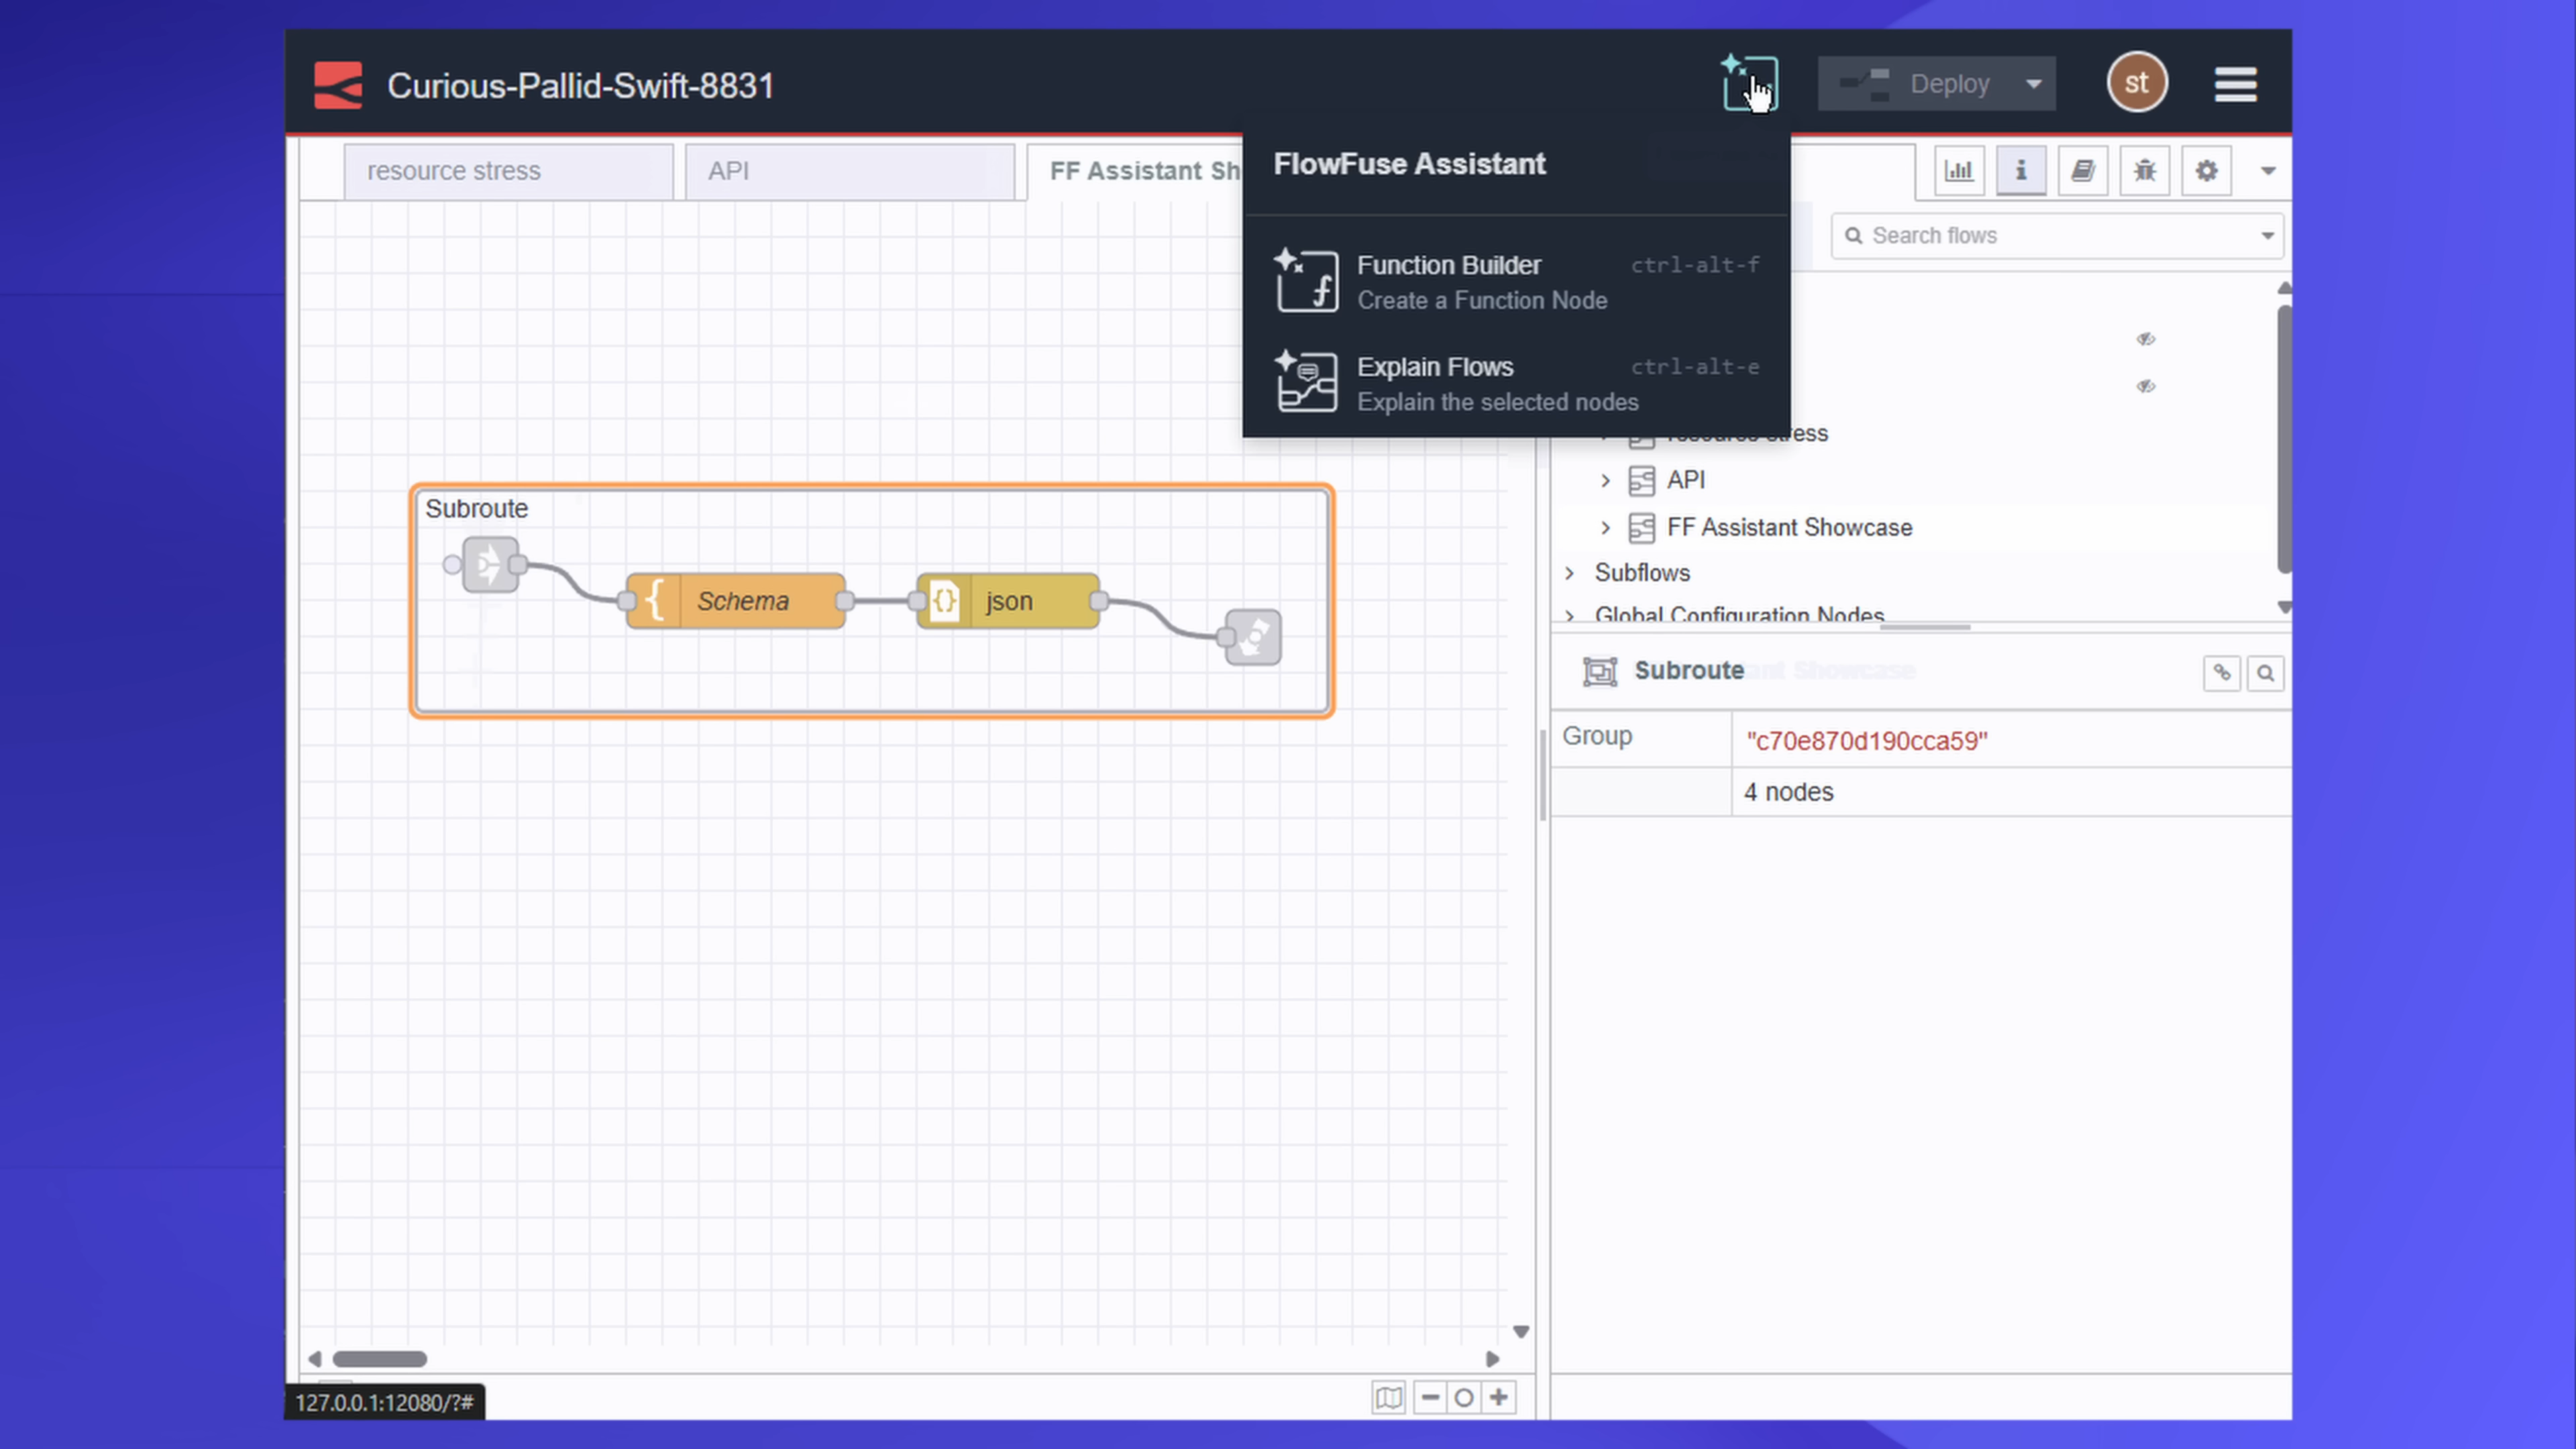 Curious-Pallid-Swift-8831
Deploy
st
resource stress
API
FF Assistant Sh
FlowFuse Assistant
Function Builder ctrl-alt-f
Create a Function Node
Explain Flows ctrl-alt-e
Explain the selected nodes
Search flows
resource stress
API
FF Assistant Showcase
Subflows
Global Configuration Nodes
Subroute
Schema
json
Subroute
Group "c70e870d190cca59"
4 nodes
127.0.0.1:12080/?#